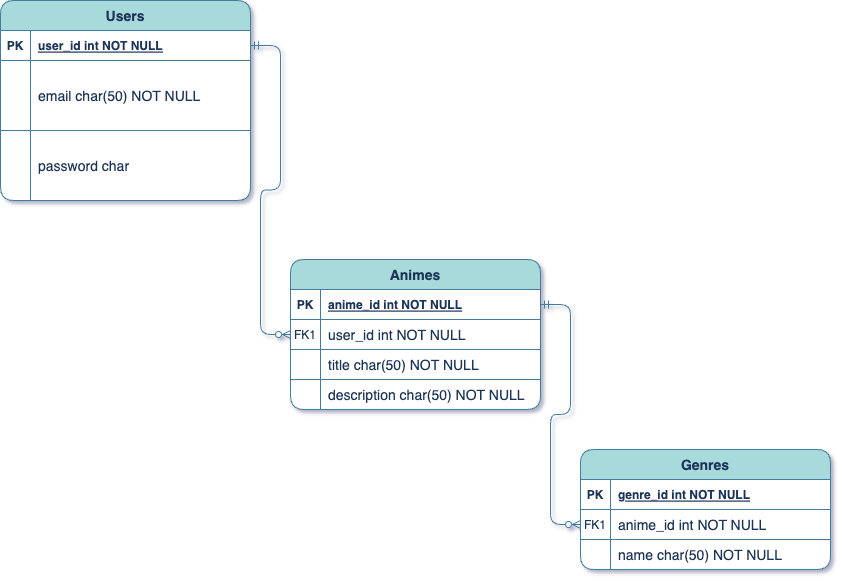 Users
PK user_id int NOT NULL
email char(50) NOT NULL
password char
Animes
PK anime_id int NOT NULL
FK1 user_id int NOT NULL
title char(50) NOT NULL
description char(50) NOT NULL
Genres
PK genre_id int NOT NULL
FK1 anime_id int NOT NULL
name char(50) NOT NULL